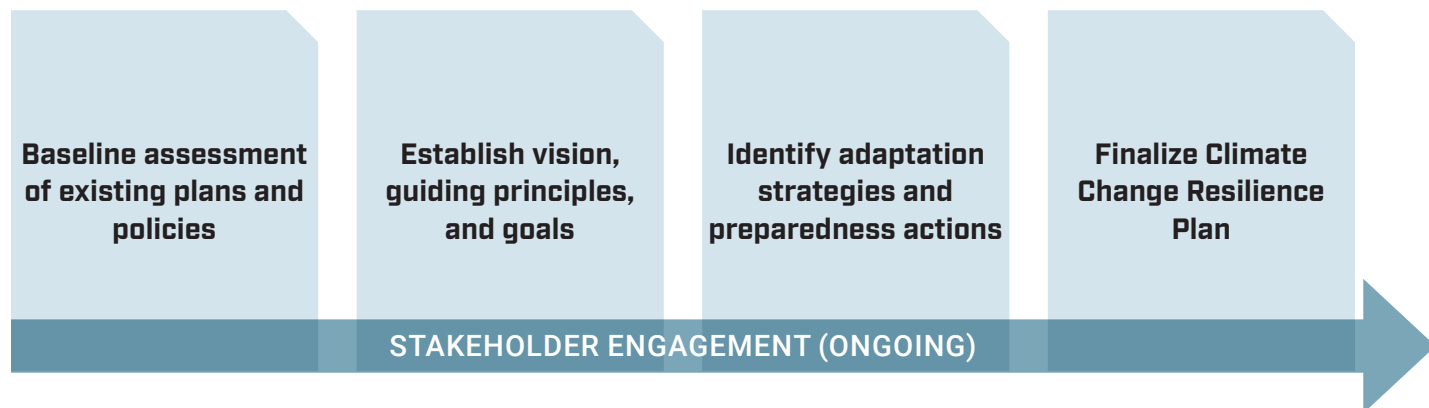 Baseline assessment
of existing plans and
policies
Establish vision,
guiding principles,
and goals
Identify adaptation
strategies and
preparedness actions
Finalize Climate
Change Resilience
Plan
STAKEHOLDER ENGAGEMENT (ONGOING)